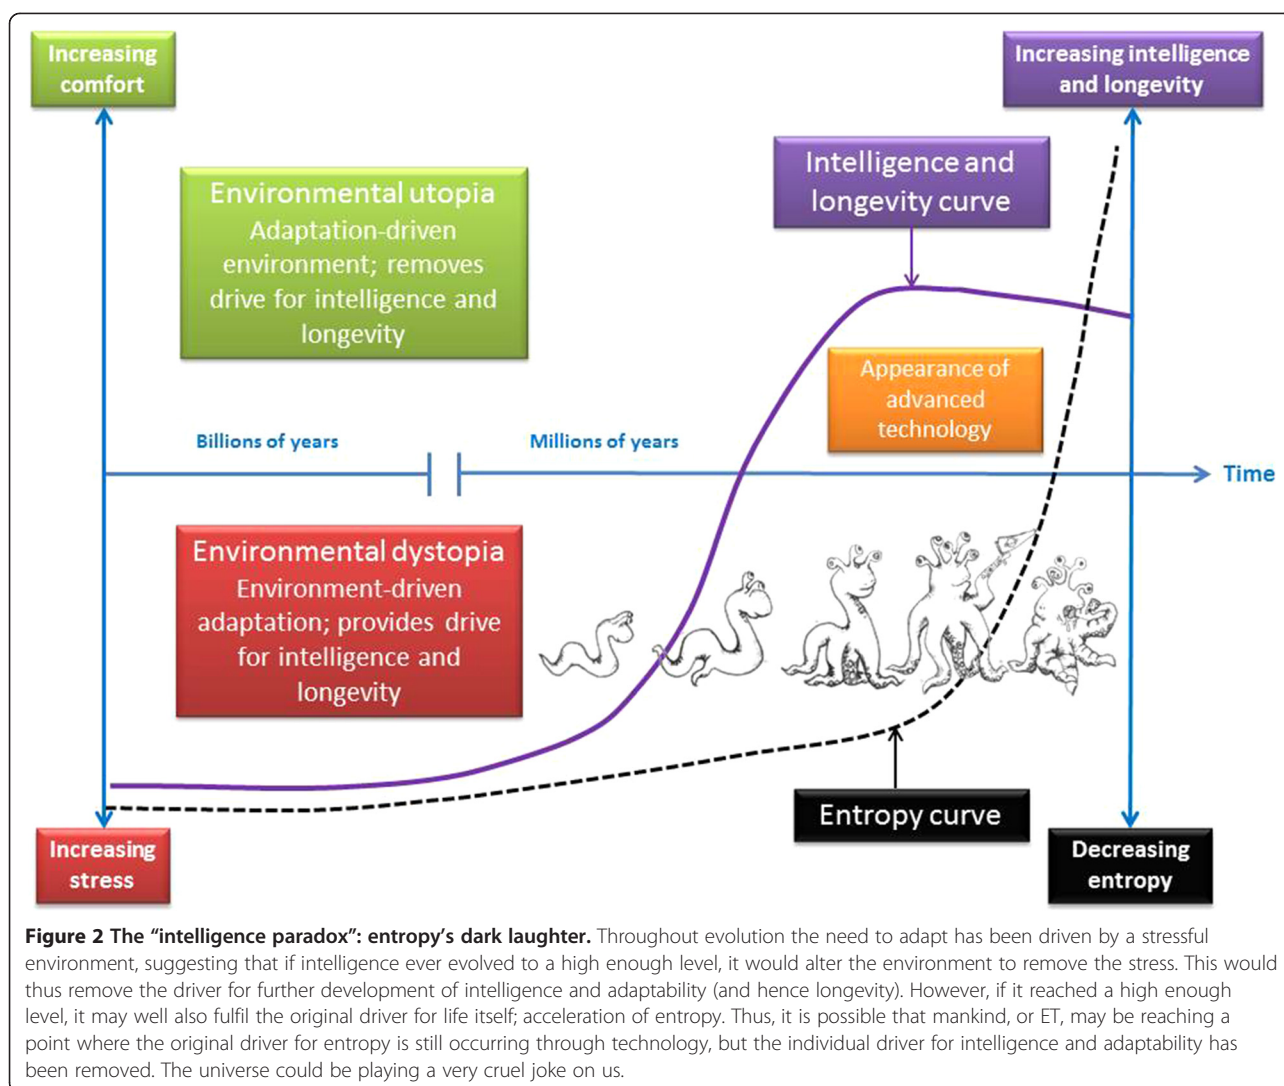 Increasing
comfort
Increasing intelligence
and longevity
Intelligence and
longevity curve
Environmental utopia
Adaptation-driven
environment; removes
drive for intelligence and
longevity
Appearance of
advanced
technology
Billions of years
Millions of years
Time
Environmental dystopia
Environment-driven
adaptation; provides drive
for intelligence and
longevity
Entropy curve
Increasing
stress
Decreasing
entropy
Figure 2 The “intelligence paradox”: entropy’s dark laughter. Throughout evolution the need to adapt has been driven by a stressful
environment, suggesting that if intelligence ever evolved to a high enough level, it would alter the environment to remove the stress. This would
thus remove the driver for further development of intelligence and adaptability (and hence longevity). However, if it reached a high enough
level, it may well also fulfil the original driver for life itself; acceleration of entropy. Thus, it is possible that mankind, or ET, may be reaching a
point where the original driver for entropy is still occurring through technology, but the individual driver for intelligence and adaptability has
been removed. The universe could be playing a very cruel joke on us.